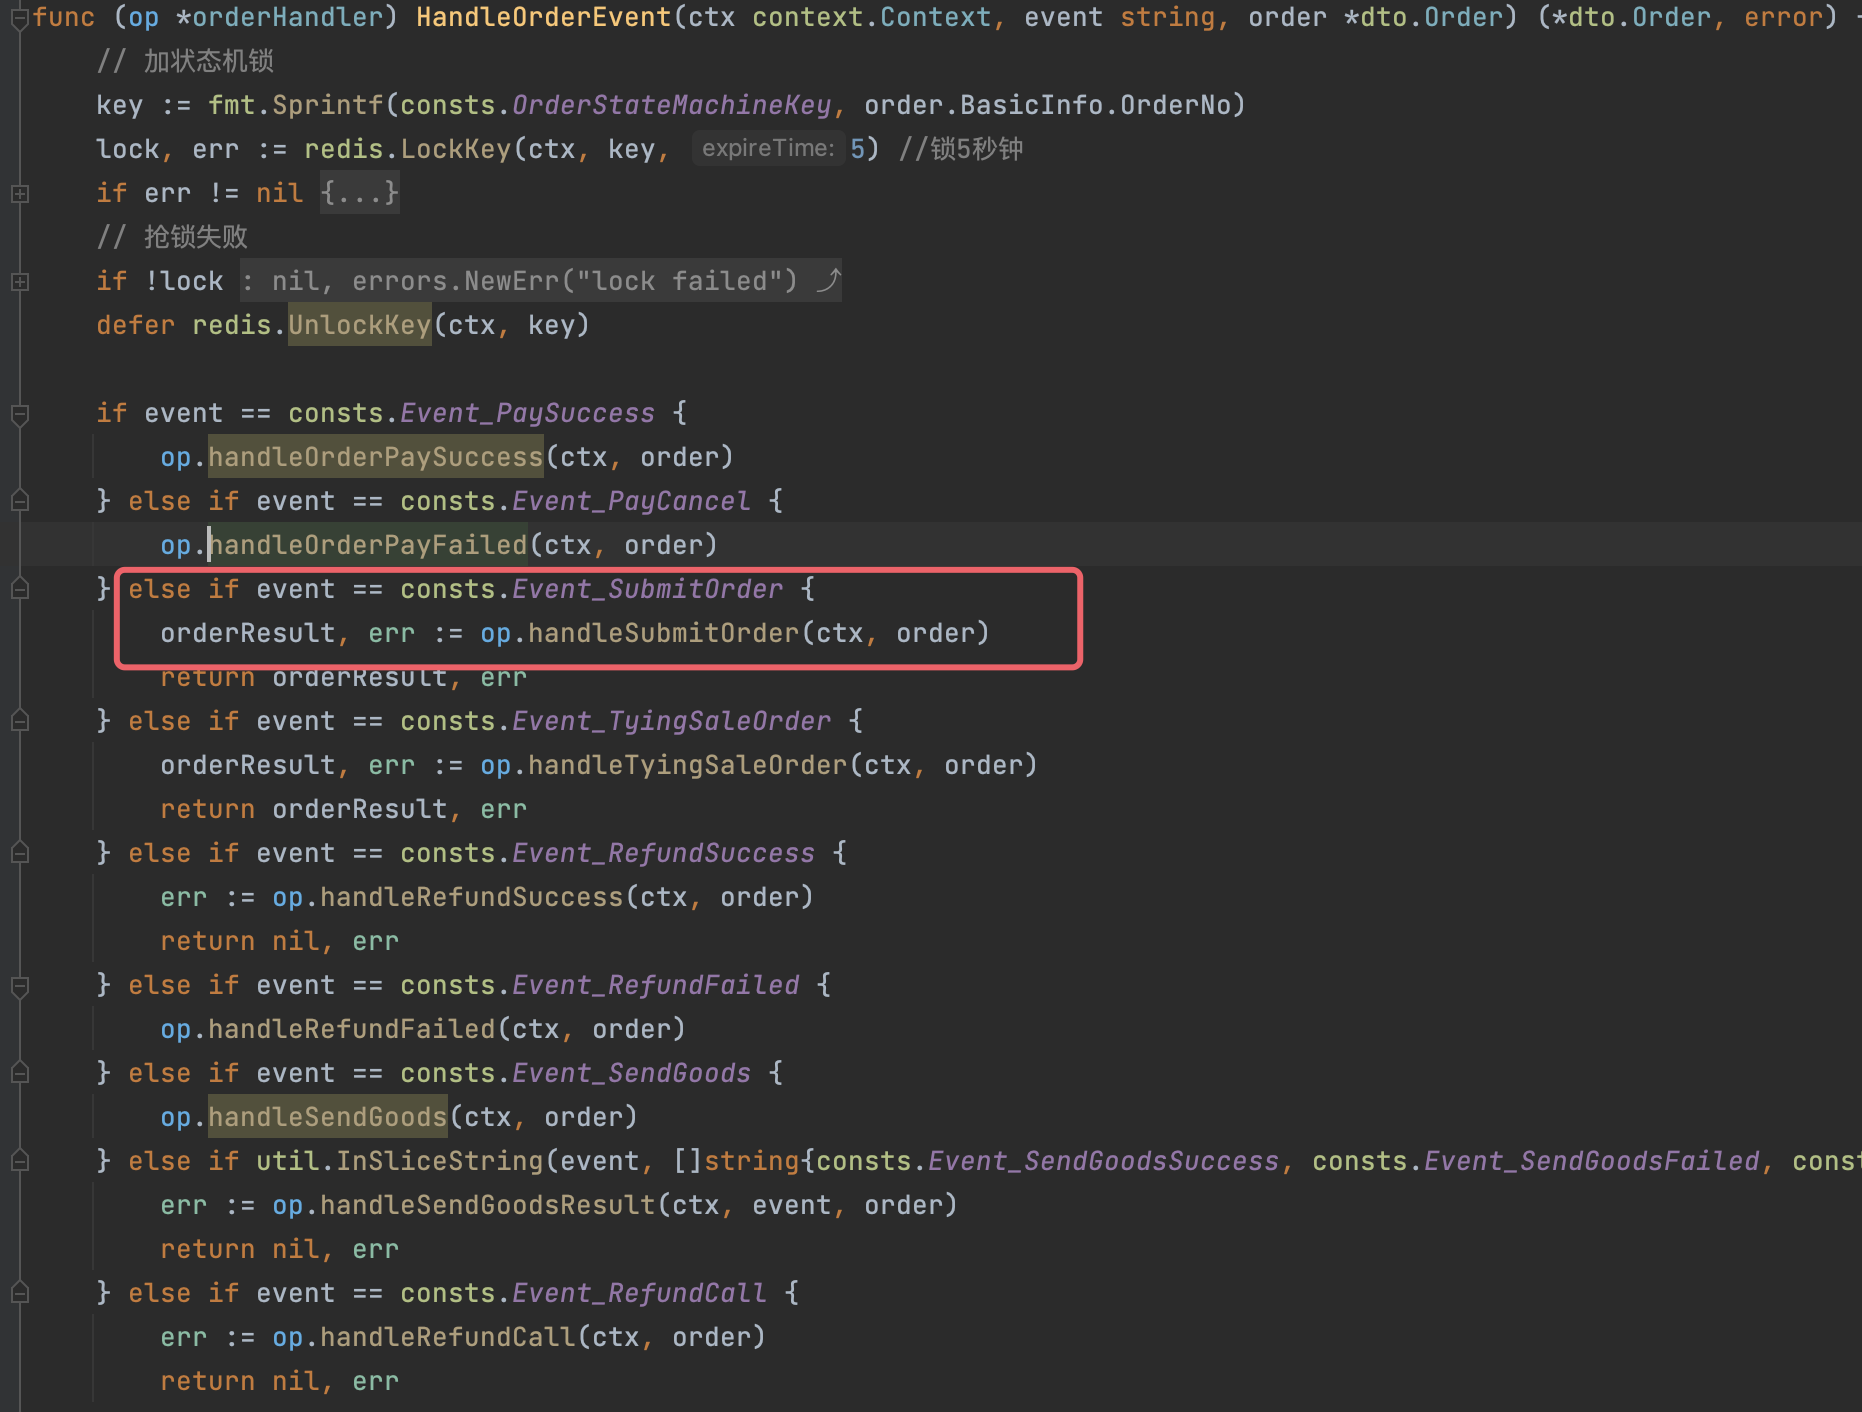 func (op *orderHandler) HandleOrderEvent(ctx context.Context, event string, order *dto.Order) (*dto.Order, error)
// 加状态机锁
key := fmt.Sprintf(consts.OrderStateMachineKey, order.BasicInfo.OrderNo)
lock, err := redis.LockKey(ctx, key, expireTime: 5) //锁5秒钟
if err != nil {...}
// 抢锁失败
if !lock : nil, errors.NewErr("lock failed") ⤴
defer redis.UnlockKey(ctx, key)
if event == consts.Event_PaySuccess {
op.handleOrderPaySuccess(ctx, order)
} else if event == consts.Event_PayCancel {
op.handleOrderPayFailed(ctx, order)
} else if event == consts.Event_SubmitOrder {
orderResult, err := op.handleSubmitOrder(ctx, order)
return orderResult, err
} else if event == consts.Event_TyingSaleOrder {
orderResult, err := op.handleTyingSaleOrder(ctx, order)
return orderResult, err
} else if event == consts.Event_RefundSuccess {
err := op.handleRefundSuccess(ctx, order)
return nil, err
} else if event == consts.Event_RefundFailed {
op.handleRefundFailed(ctx, order)
} else if event == consts.Event_SendGoods {
op.handleSendGoods(ctx, order)
} else if util.InSliceString(event, []string{consts.Event_SendGoodsSuccess, consts.Event_SendGoodsFailed, const
err := op.handleSendGoodsResult(ctx, event, order)
return nil, err
} else if event == consts.Event_RefundCall {
err := op.handleRefundCall(ctx, order)
return nil, err